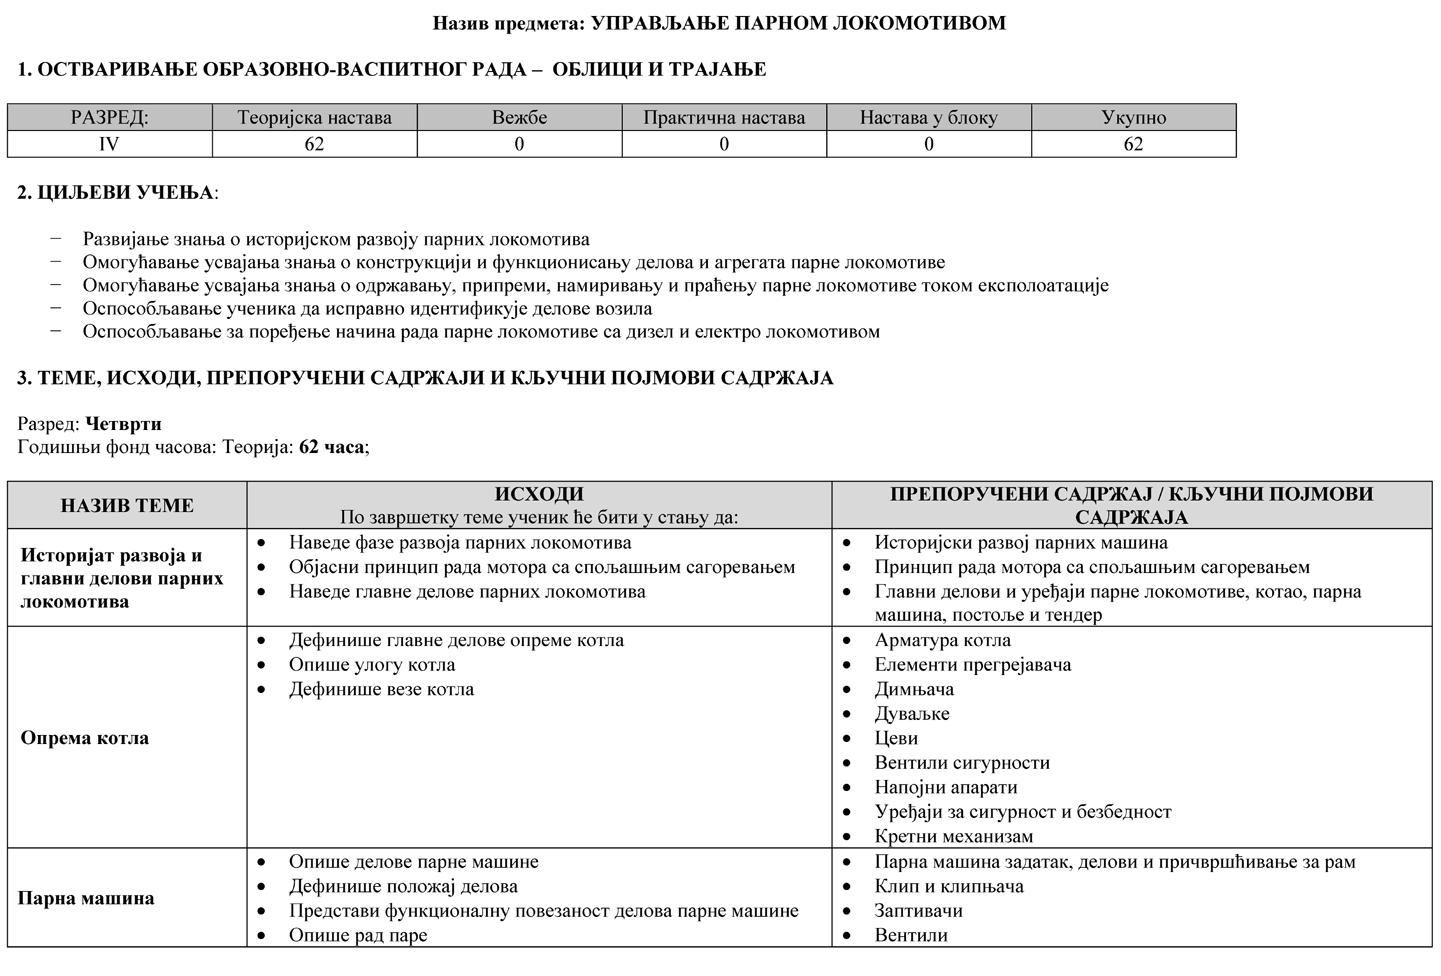 Назив предмета: УПРАВЉАЊЕ ПАРНОМ ЛОКОМОТИВОМ
1. ОСТВАРИВАЊЕ ОБРАЗОВНО-ВАСПИТНОГ РАДА – ОБЛИЦИ И ТРАЈАЊЕ
РАЗРЕД: Теоријска настава Вежбе Практична настава Настава у блоку Укупно
IV 62 0 0 0 62
2. ЦИЉЕВИ УЧЕЊА:
− Развијање знања о историјском развоју парних локомотива
− Омогућавање усвајања знања о конструкцији и функционисању делова и агрегата парне локомотиве
− Омогућавање усвајања знања о одржавању, припреми, намиривању и праћењу парне локомотиве током експолоатације
− Оспособљавање ученика да исправно идентификује делове возила
− Оспособљавање за поређење начина рада парне локомотиве са дизел и електро локомотивом
3. ТЕМЕ, ИСХОДИ, ПРЕПОРУЧЕНИ САДРЖАЈИ И КЉУЧНИ ПОЈМОВИ САДРЖАЈА
Разред: Четврти
Годишњи фонд часова: Теорија: 62 часа;
НАЗИВ ТЕМЕ
ИСХОДИ
По завршетку теме ученик ће бити у стању да:
ПРЕПОРУЧЕНИ САДРЖАЈ / КЉУЧНИ ПОЈМОВИ
САДРЖАЈА
Историјат развоја и
главни делови парних
локомотива
• Наведе фазе развоја парних локомотива
• Објасни принцип рада мотора са спољашњим сагоревањем
• Наведе главне делове парних локомотива
• Историјски развој парних машина
• Принцип рада мотора са спољашњим сагоревањем
• Главни делови и уређаји парне локомотиве, котао, парна
машина, постоље и тендер
Опрема котла
• Дефинише главне делове опреме котла
• Опише улогу котла
• Дефинише везе котла
• Арматура котла
• Елементи прегрејавача
• Димњача
• Дуваљке
• Цеви
• Вентили сигурности
• Напојни апарати
• Уређаји за сигурност и безбедност
• Кретни механизам
Парна машина
• Опише делове парне машине
• Дефинише положај делова
• Представи функционалну повезаност делова парне машине
• Опише рад паре
• Парна машина задатак, делови и причвршћивање за рам
• Клип и клипњача
• Заптивачи
• Вентили